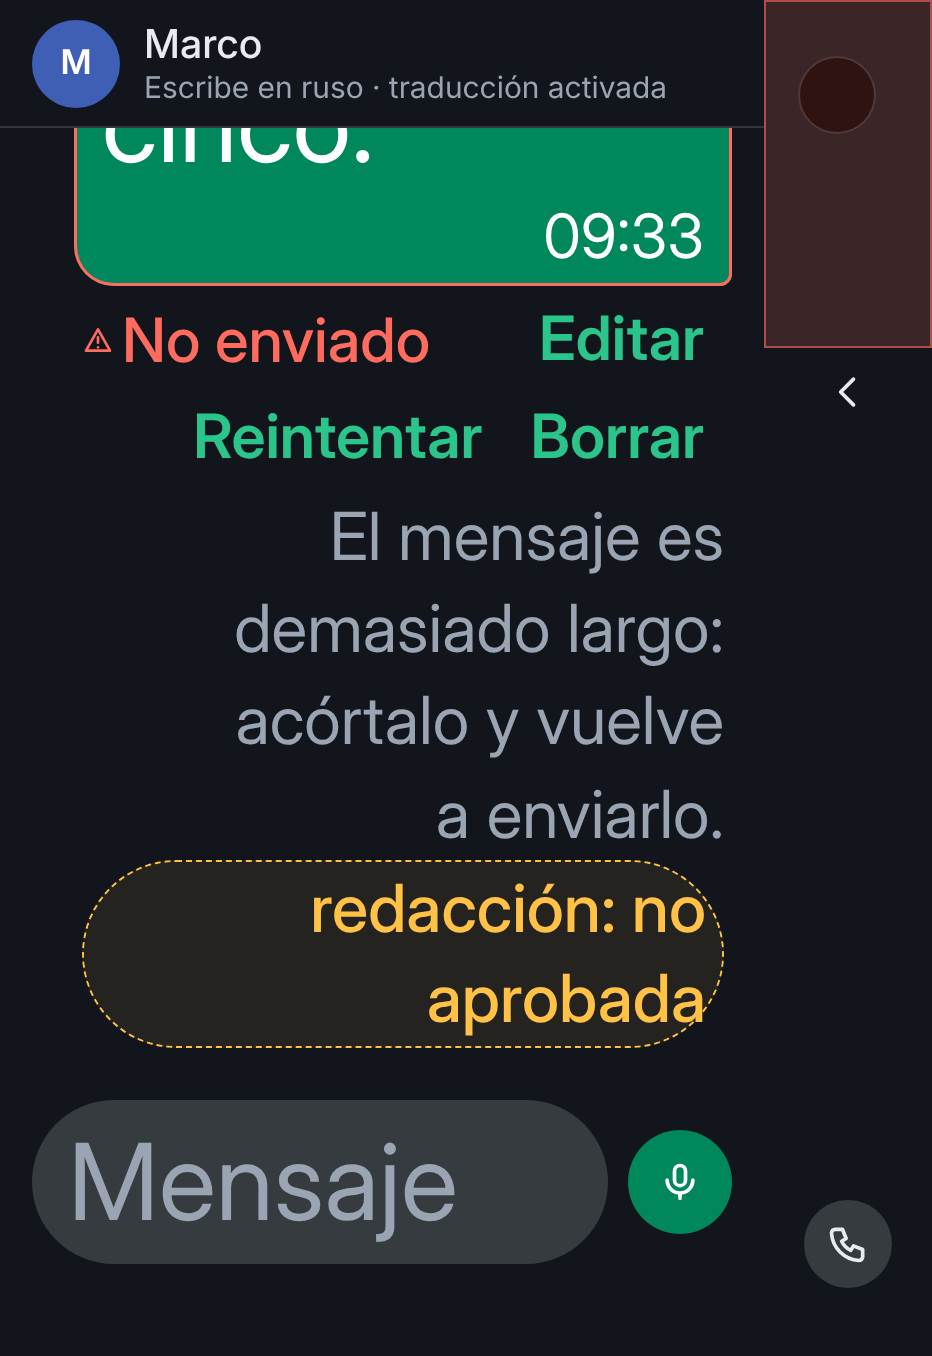 M
Marco
Escribe en ruso · traducción activada
cinco.
09:33
No enviado
Editar
Reintentar
Borrar
El mensaje es
demasiado largo:
acórtalo y vuelve
a enviarlo.
redacción: no
aprobada
Mensaje